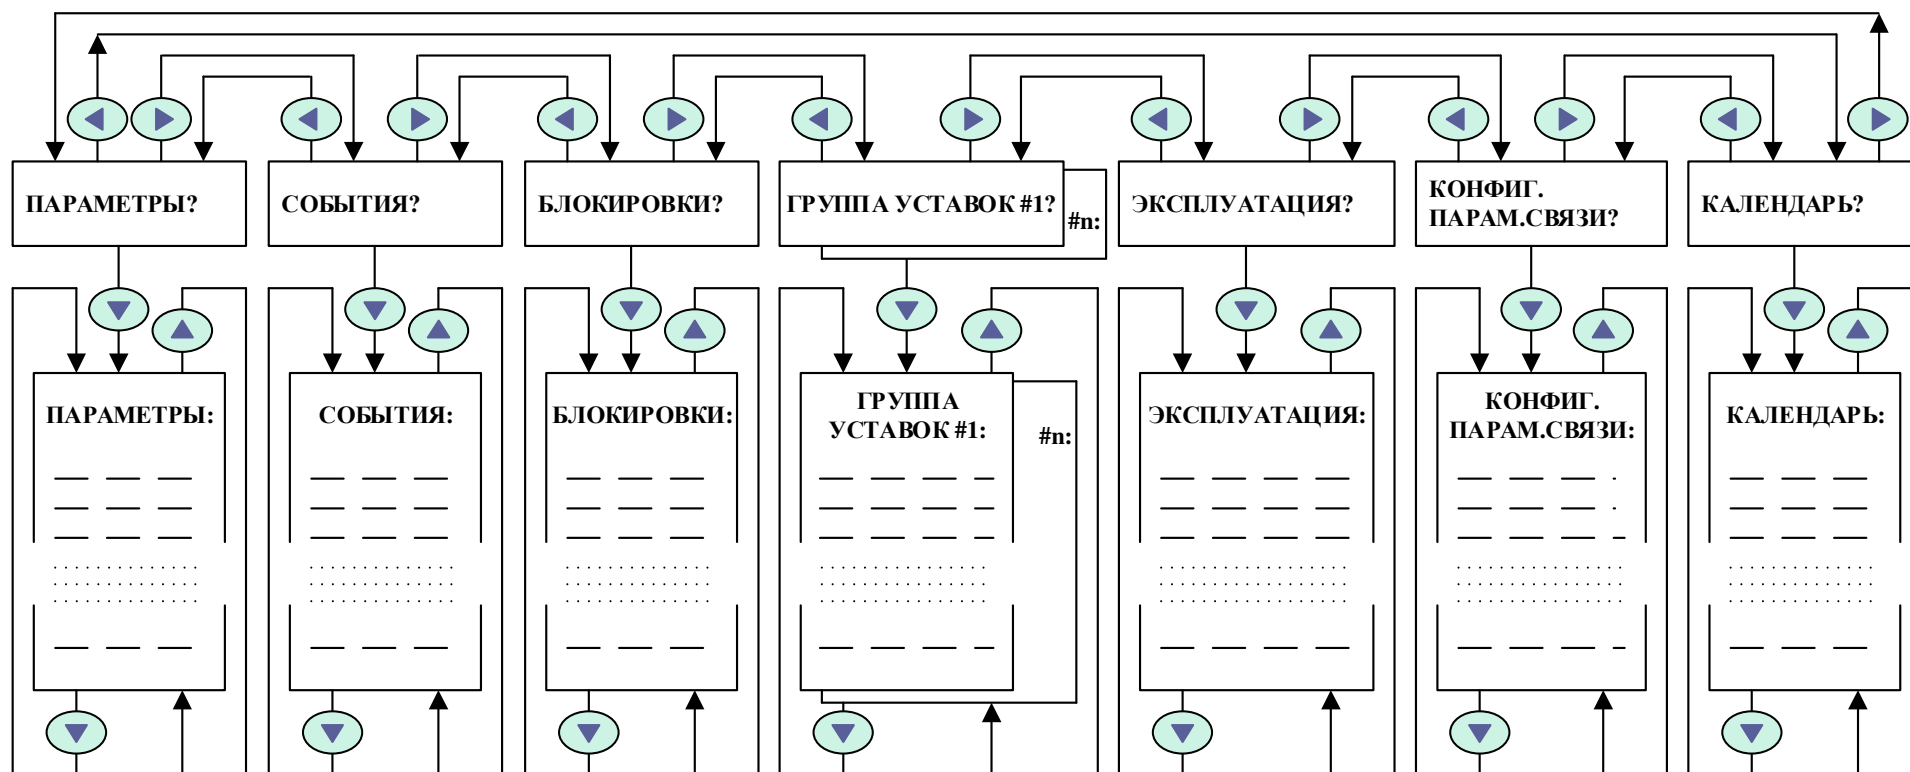 ПАРАМЕТРЫ?
СОБЫТИЯ?
БЛОКИРОВКИ?
ГРУППА УСТАВОК #1?
#n:
ЭКСПЛУАТАЦИЯ?
КОНФИГ.
ПАРАМ.СВЯЗИ?
КАЛЕНДАРЬ?
ПАРАМЕТРЫ:
СОБЫТИЯ:
БЛОКИРОВКИ:
ГРУППА
УСТАВОК #1:
#n:
ЭКСПЛУАТАЦИЯ:
КОНФИГ.
ПАРАМ.СВЯЗИ:
КАЛЕНДАРЬ: